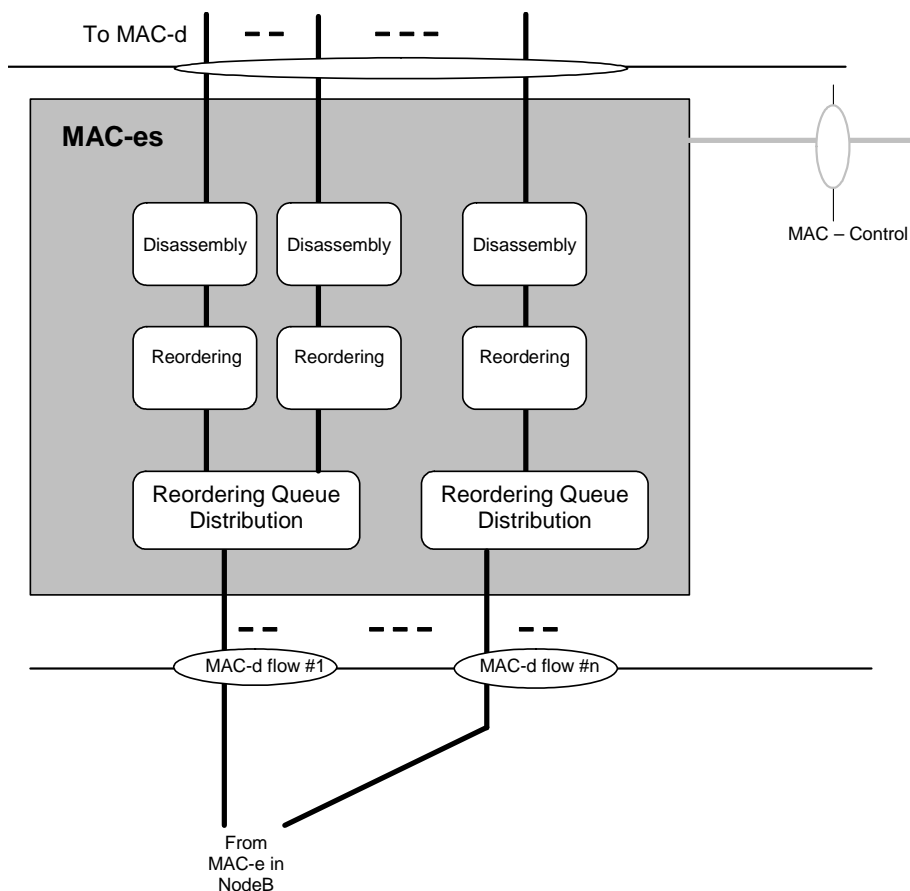 To MAC-d
MAC-es
MAC – Control
Disassembly
Disassembly
Disassembly
Reordering
Reordering
Reordering
Reordering Queue
Distribution
Reordering Queue
Distribution
MAC-d flow #1
MAC-d flow #n
From
MAC-e in
NodeB